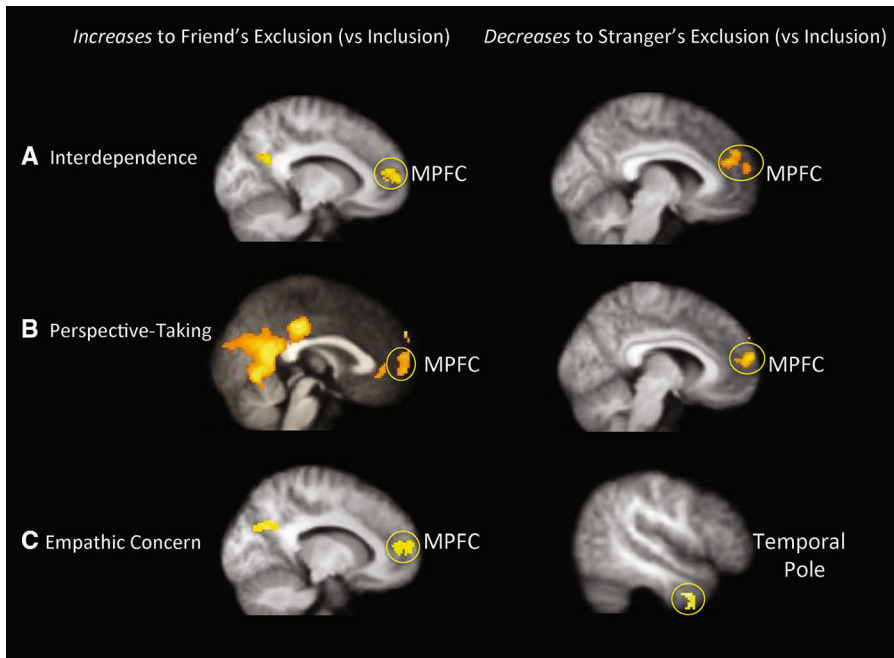 Increases to Friend's Exclusion (vs Inclusion)
Decreases to Stranger's Exclusion (vs Inclusion)
A Interdependence
MPFC
MPFC
B Perspective-Taking
MPFC
MPFC
C Empathic Concern
MPFC
Temporal
Pole